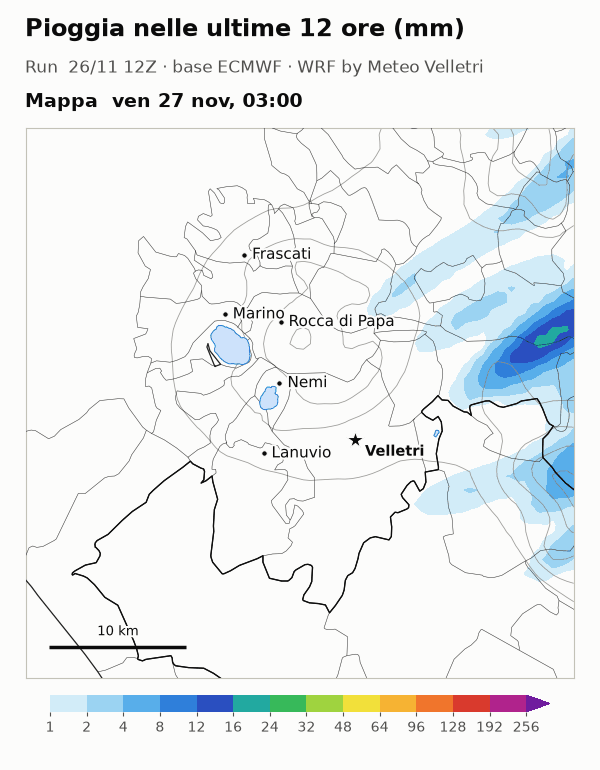 Pioggia nelle ultime 12 ore (mm)
Run  26/11 12Z · base ECMWF · WRF by Meteo Velletri
Mappa  ven 27 nov, 03:00
Frascati
Marino
Rocca di Papa
Nemi
Velletri
Lanuvio
10 km
1 2 4 8 12 16 24 32 48 64 96 128 192 256